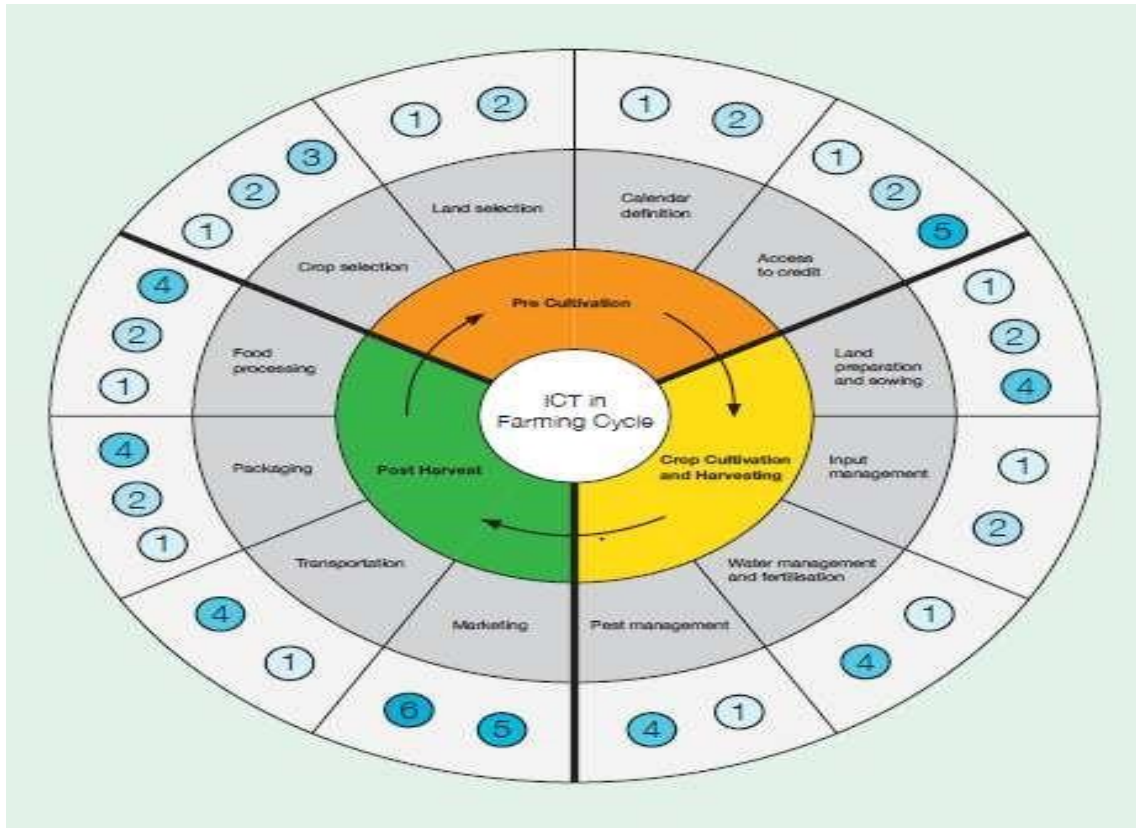 ICT in
Farming Cycle
Pre Cultivation
Crop Cultivation
and Harvesting
Post Harvest
Crop selection
1
2
3
Land selection
1
2
Calendar
definition
1
2
Access
to credit
1
2
5
Land
preparation
and sowing
1
2
4
Input
management
1
2
Water management
and fertilisation
1
4
Pest management
1
4
Marketing
5
6
Transportation
1
4
Packaging
1
2
4
Food
processing
1
2
4